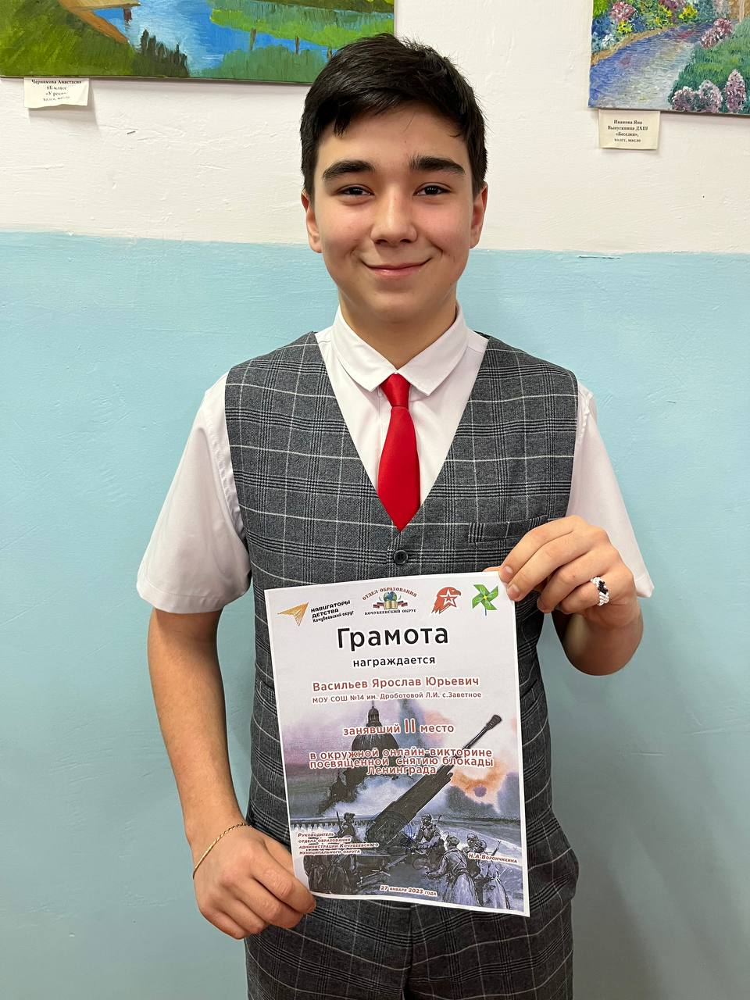 Черникова Анастасия
6Б класс
«У реки»
холст, масло
Иванова Яна
Выпускница ДХШ
«Беседка»,
холст, масло
НАВИГАТОРЫ
ДЕТСТВА
Кочубеевский округ
ОТДЕЛ ОБРАЗОВАНИЯ
КОЧУБЕЕВСКИЙ ОКРУГ
Грамота
награждается
Васильев Ярослав Юрьевич
МОУ СОШ №14 им. Дроботовой Л.И. с.Заветное
занявший II место
в окружной онлайн-викторине
посвященной снятию блокады
Ленинграда
Руководитель
отдела образования
администрации Кочубеевского
муниципального округа
Н.А.Ворончихина
27 января 2023 года